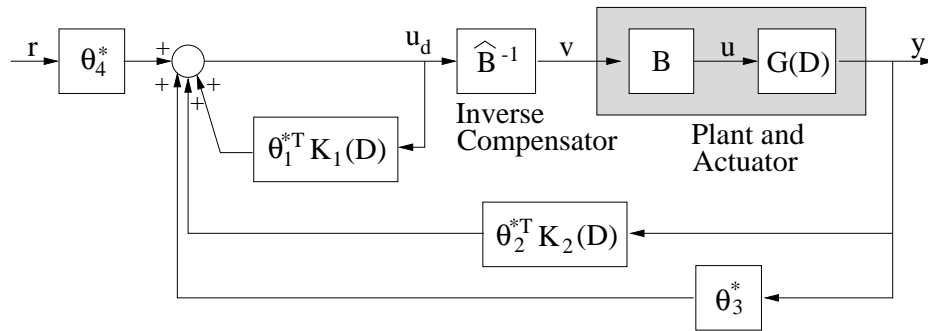 r
θ₄*
+
+
+
+
u_d
B̂⁻¹
v
B
u
G(D)
y
Inverse
Compensator
Plant and
Actuator
θ₁*ᵀ K₁(D)
θ₂*ᵀ K₂(D)
θ₃*